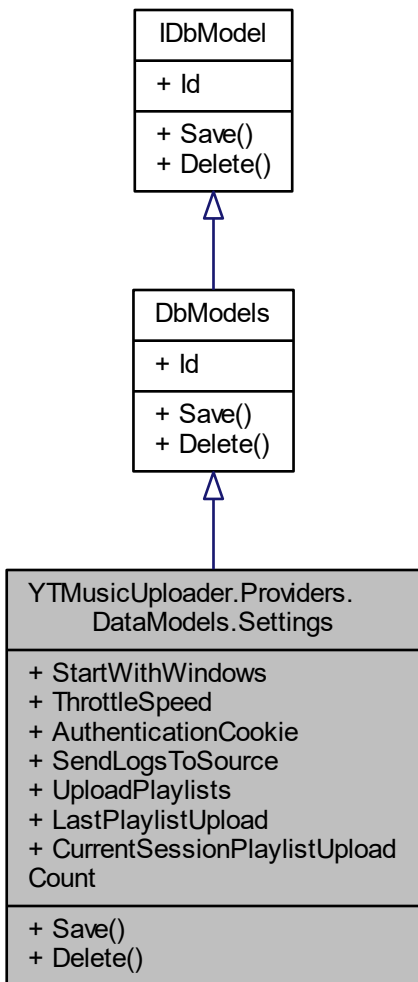 IDbModel
+ Id
+ Save()
+ Delete()
DbModels
+ Id
+ Save()
+ Delete()
YTMusicUploader.Providers.
DataModels.Settings
+ StartWithWindows
+ ThrottleSpeed
+ AuthenticationCookie
+ SendLogsToSource
+ UploadPlaylists
+ LastPlaylistUpload
+ CurrentSessionPlaylistUpload
Count
+ Save()
+ Delete()